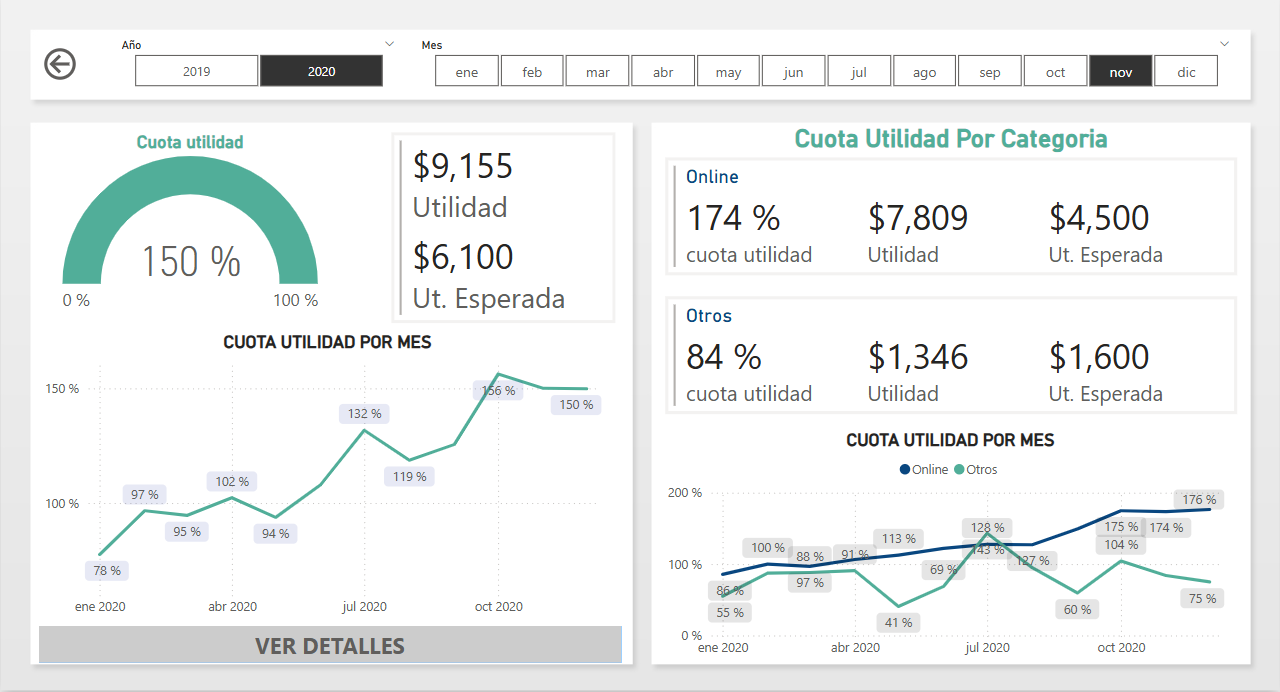 Año
2019 2020
Mes
ene feb mar abr may jun jul ago sep oct nov dic
Cuota utilidad
150 %
0 % 100 %
$9,155
Utilidad
$6,100
Ut. Esperada
CUOTA UTILIDAD POR MES
150 %
100 %
78 % 97 % 95 % 102 % 94 % 132 % 119 % 156 % 150 %
ene 2020 abr 2020 jul 2020 oct 2020
VER DETALLES
Cuota Utilidad Por Categoria
Online
174 % $7,809 $4,500
cuota utilidad Utilidad Ut. Esperada
Otros
84 % $1,346 $1,600
cuota utilidad Utilidad Ut. Esperada
CUOTA UTILIDAD POR MES
Online Otros
200 %
100 %
0 %
86 % 100 % 88 % 91 % 113 % 128 % 127 % 175 % 174 % 176 %
55 % 97 % 41 % 69 % 143 % 60 % 104 % 75 %
ene 2020 abr 2020 jul 2020 oct 2020